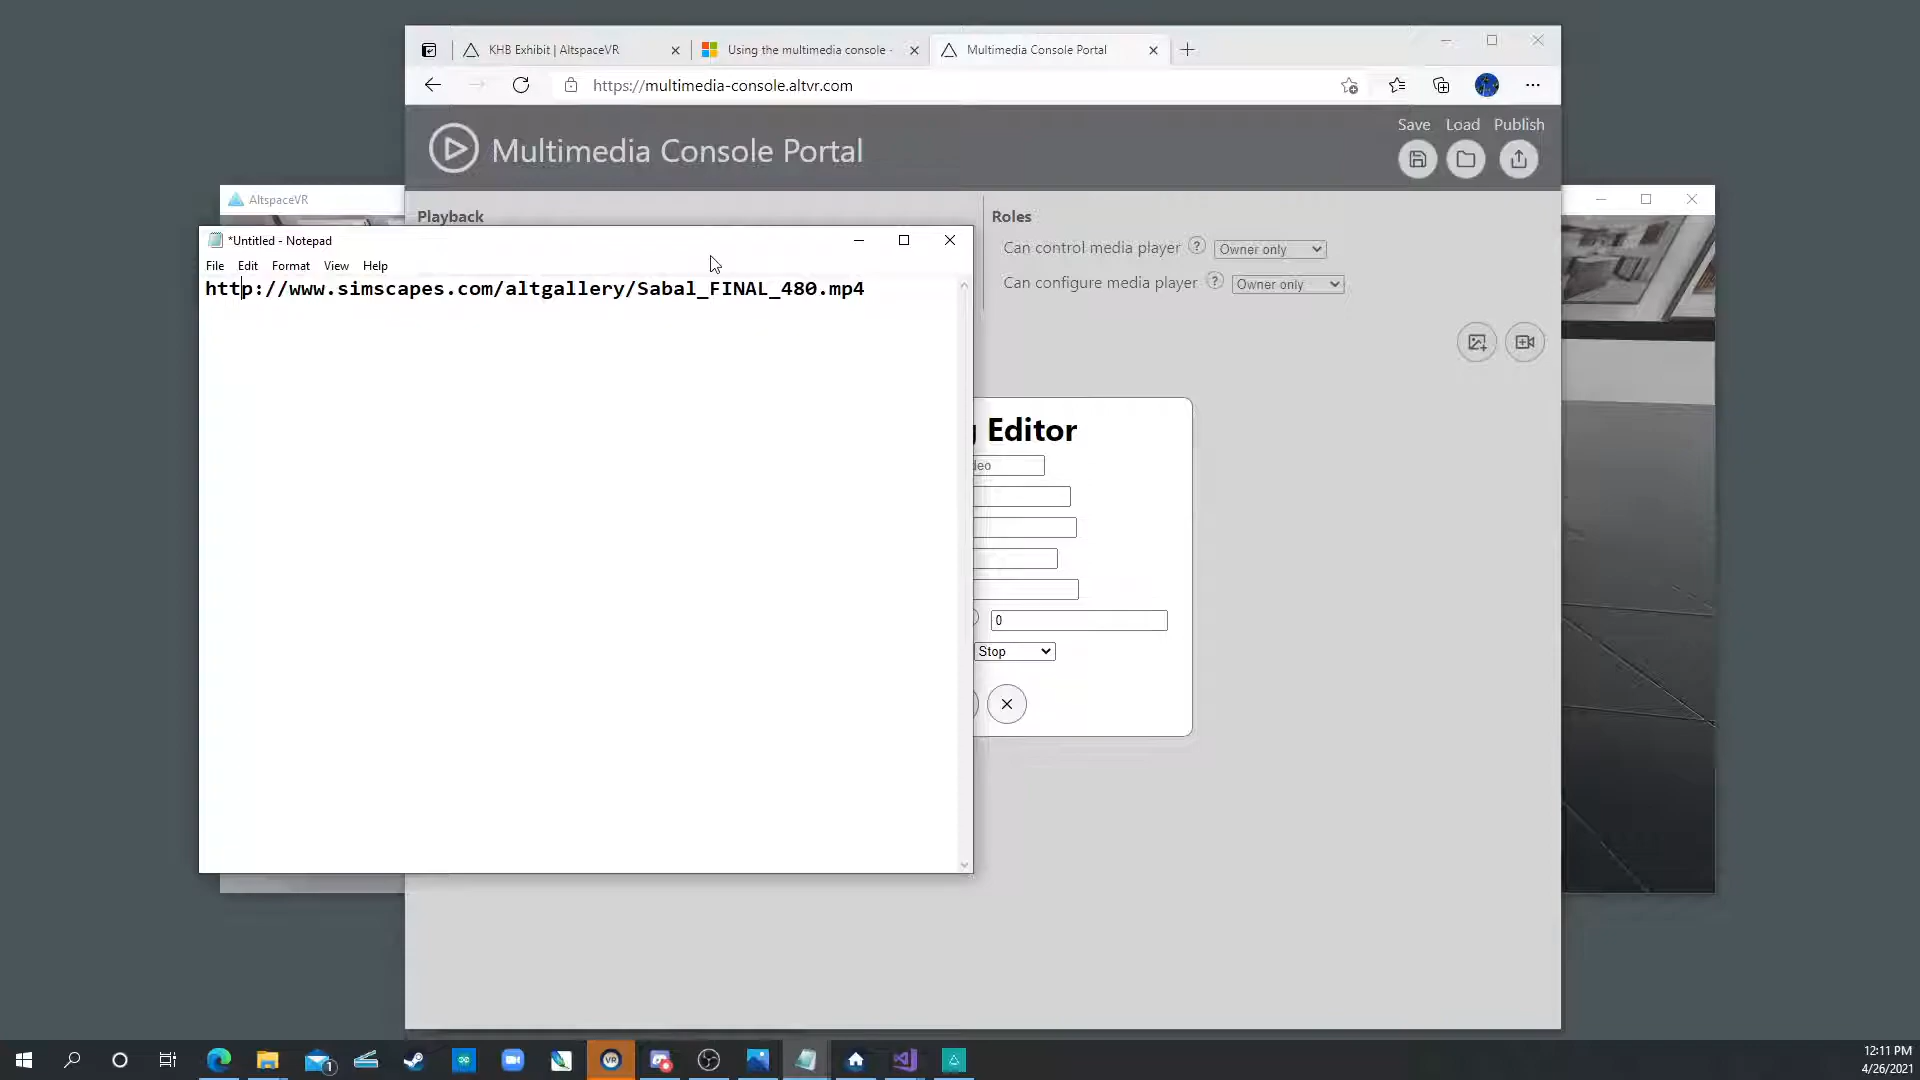 KHB Exhibit | AltspaceVR
Using the multimedia console -
Multimedia Console Portal
https://multimedia-console.altvr.com
Multimedia Console Portal
Save Load Publish
AltspaceVR
Playback
Roles
Can control media player ? Owner only
Can configure media player ? Owner only
*Untitled - Notepad
File Edit Format View Help
http://www.simscapes.com/altgallery/Sabal_FINAL_480.mp4
Editor
0
Stop
1
VR
12:11 PM
4/26/2021